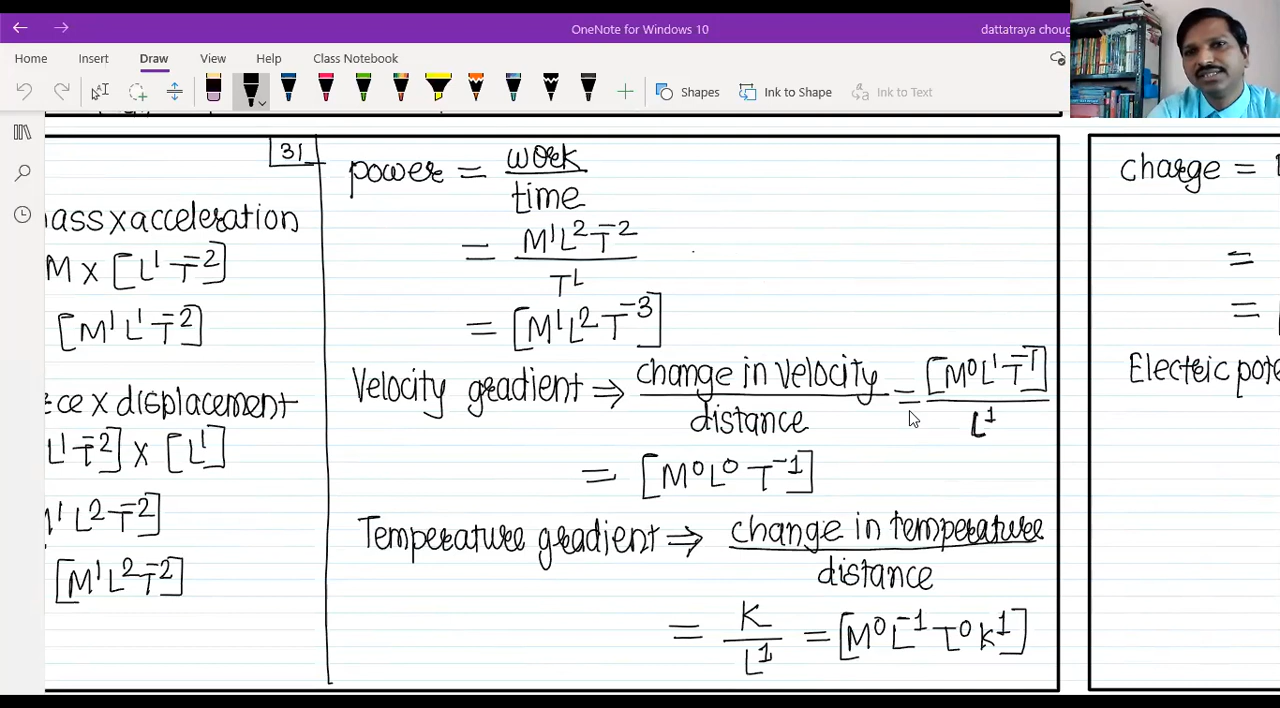 OneNote for Windows 10
dattatraya choug
Home Insert Draw View Help Class Notebook
Shapes Ink to Shape Ink to Text
31
ass x acceleration
M x [L¹T⁻²]
[M¹L¹T⁻²]
ce x displacement
L¹T⁻²] x [L¹]
M¹L²T⁻²]
[M¹L²T⁻²]
power = work
time
= M¹L²T⁻²
T¹
= [M¹L²T⁻³]
Velocity gradient ⇒ change in velocity = [M⁰L¹T⁻¹]
distance L¹
= [M⁰L⁰T⁻¹]
Temperature gradient ⇒ change in temperature
distance
= K = [M⁰L⁻¹T⁰K¹]
L¹
charge =
=
= [
Electric pote